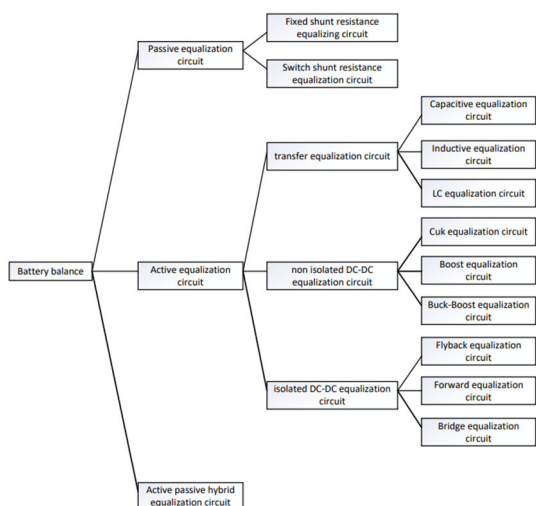 Fixed shunt resistance
equalizing circuit
Passive equalization
circuit
Switch shunt resistance
equalization circuit
Capacitive equalization
circuit
transfer equalization circuit
Inductive equalization
circuit
LC equalization circuit
Cuk equalization circuit
Battery balance
Active equalization
circuit
non isolated DC-DC
equalization circuit
Boost equalization
circuit
Buck-Boost equalization
circuit
Flyback equalization
circuit
isolated DC-DC equalization
circuit
Forward equalization
circuit
Bridge equalization
circuit
Active passive hybrid
equalization circuit